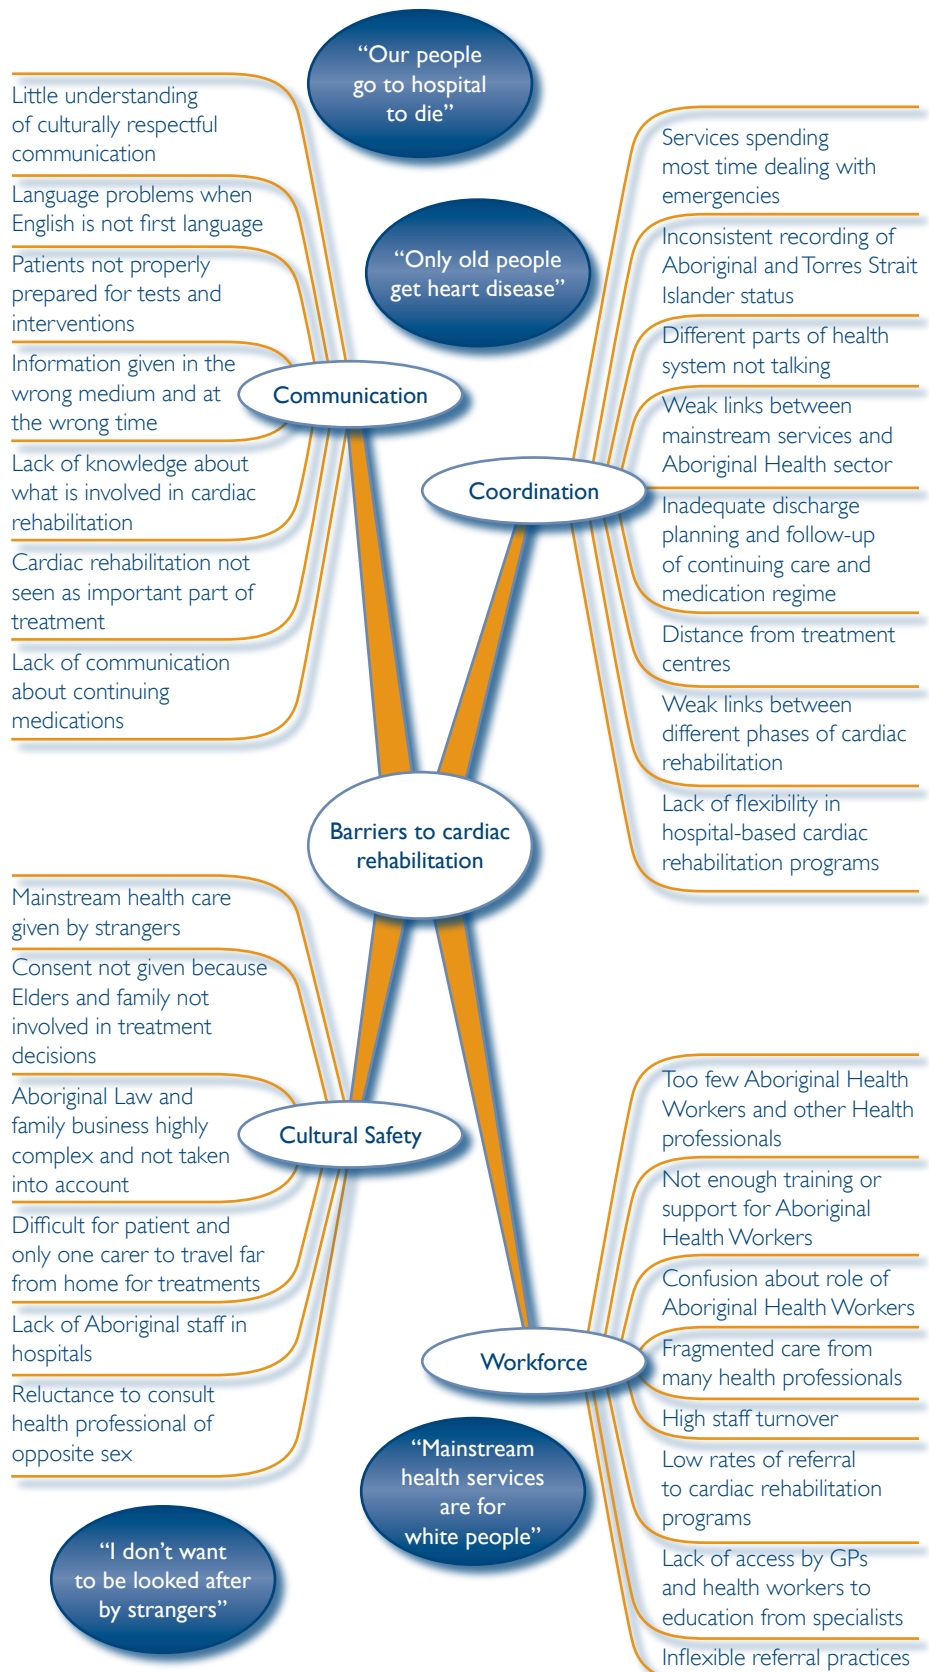 “Our people
go to hospital
to die”
“Only old people
get heart disease”
Little understanding
of culturally respectful
communication
Language problems when
English is not first language
Patients not properly
prepared for tests and
interventions
Information given in the
wrong medium and at
the wrong time
Lack of knowledge about
what is involved in cardiac
rehabilitation
Cardiac rehabilitation not
seen as important part of
treatment
Lack of communication
about continuing
medications
Communication
Services spending
most time dealing with
emergencies
Inconsistent recording of
Aboriginal and Torres Strait
Islander status
Different parts of health
system not talking
Weak links between
mainstream services and
Aboriginal Health sector
Inadequate discharge
planning and follow-up
of continuing care and
medication regime
Distance from treatment
centres
Weak links between
different phases of cardiac
rehabilitation
Lack of flexibility in
hospital-based cardiac
rehabilitation programs
Coordination
Barriers to cardiac
rehabilitation
Mainstream health care
given by strangers
Consent not given because
Elders and family not
involved in treatment
decisions
Aboriginal Law and
family business highly
complex and not taken
into account
Difficult for patient and
only one carer to travel far
from home for treatments
Lack of Aboriginal staff in
hospitals
Reluctance to consult
health professional of
opposite sex
Cultural Safety
Too few Aboriginal Health
Workers and other Health
professionals
Not enough training or
support for Aboriginal
Health Workers
Confusion about role of
Aboriginal Health Workers
Fragmented care from
many health professionals
High staff turnover
Low rates of referral
to cardiac rehabilitation
programs
Lack of access by GPs
and health workers to
education from specialists
Inflexible referral practices
Workforce
“Mainstream
health services
are for
white people”
“I don’t want
to be looked after
by strangers”